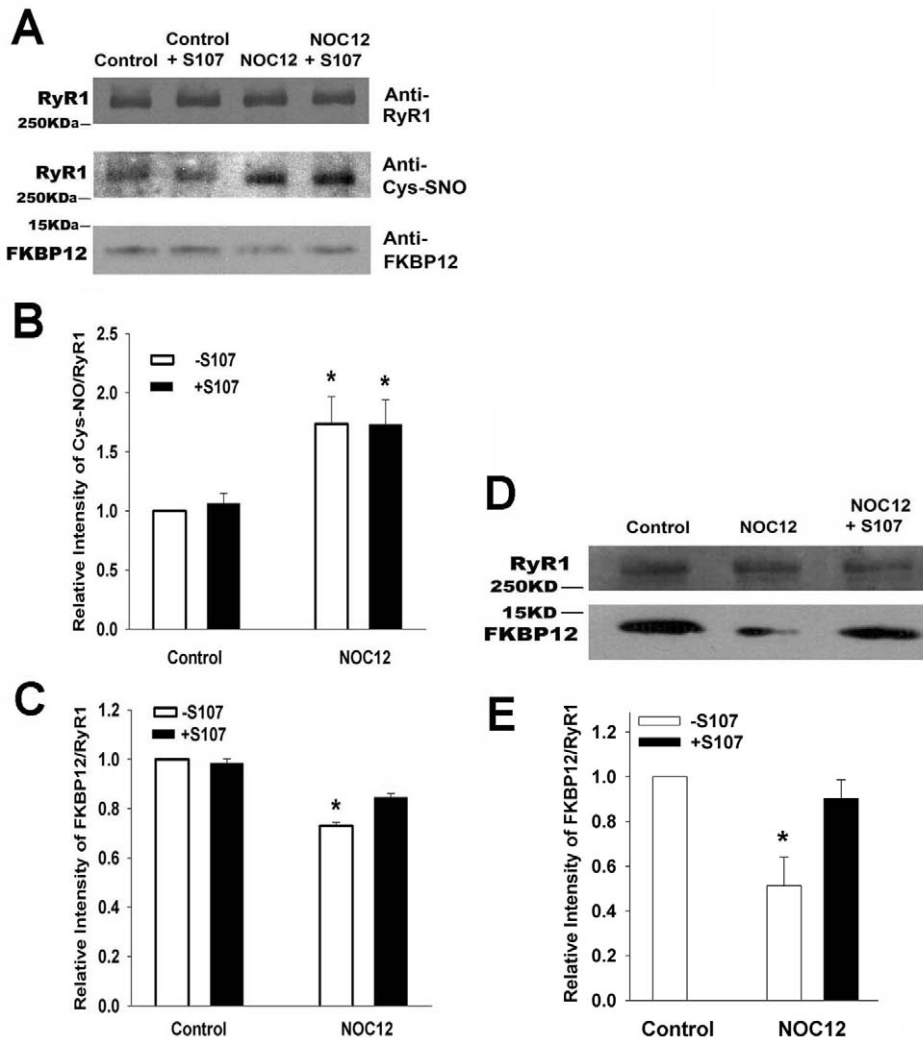 A
Control
Control + S107
NOC12
NOC12 + S107
RyR1
250KDa
Anti-RyR1
RyR1
250KDa
Anti-Cys-SNO
15KDa
FKBP12
Anti-FKBP12
B
Relative Intensity of Cys-NO/RyR1
2.5
2.0
1.5
1.0
0.5
0.0
-S107
+S107
*
*
Control
NOC12
C
Relative Intensity of FKBP12/RyR1
1.2
1.0
0.8
0.6
0.4
0.2
0.0
-S107
+S107
*
Control
NOC12
D
Control
NOC12
NOC12 + S107
RyR1
250KD
15KD
FKBP12
E
Relative Intensity of FKBP12/RyR1
1.2
1.0
0.8
0.6
0.4
0.2
0.0
-S107
+S107
*
Control
NOC12